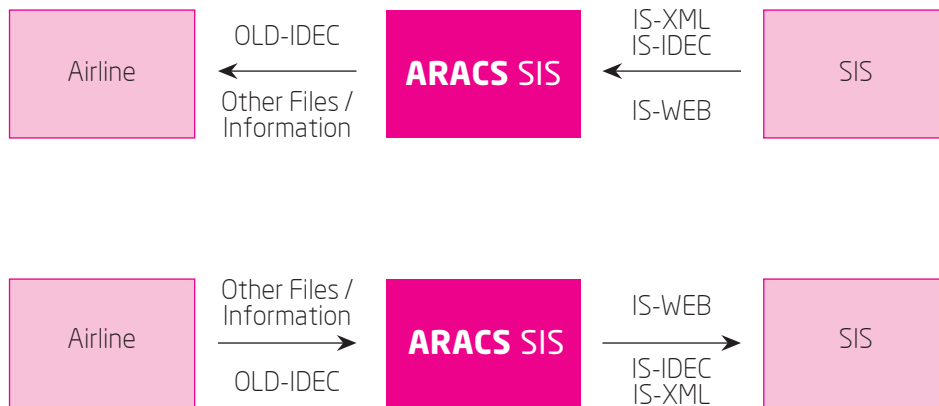 Airline
OLD-IDEC
Other Files /
Information
ARACS SIS
IS-XML
IS-IDEC
IS-WEB
SIS
Airline
Other Files /
Information
OLD-IDEC
ARACS SIS
IS-WEB
IS-IDEC
IS-XML
SIS